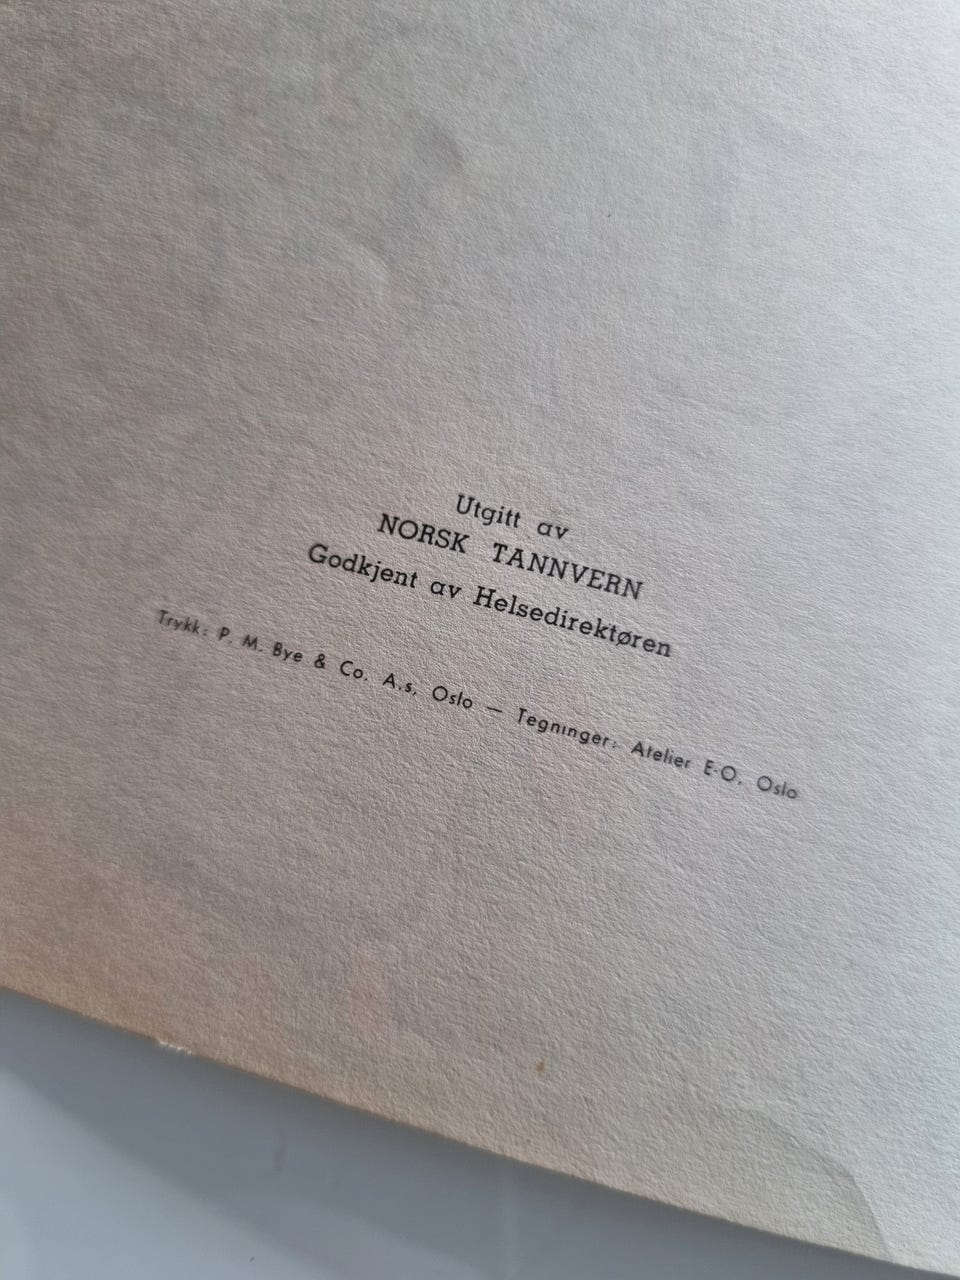 Utgitt av
NORSK TANNVERN
Godkjent av Helsedirektøren
Trykk: P. M. Bye & Co. A.s, Oslo — Tegninger: Atelier E-O, Oslo